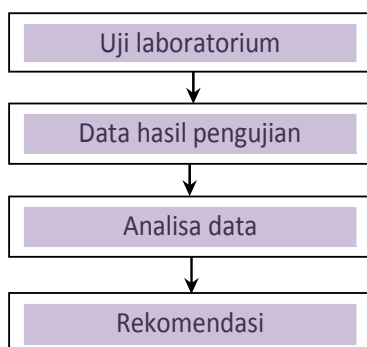 Uji laboratorium
Data hasil pengujian
Analisa data
Rekomendasi